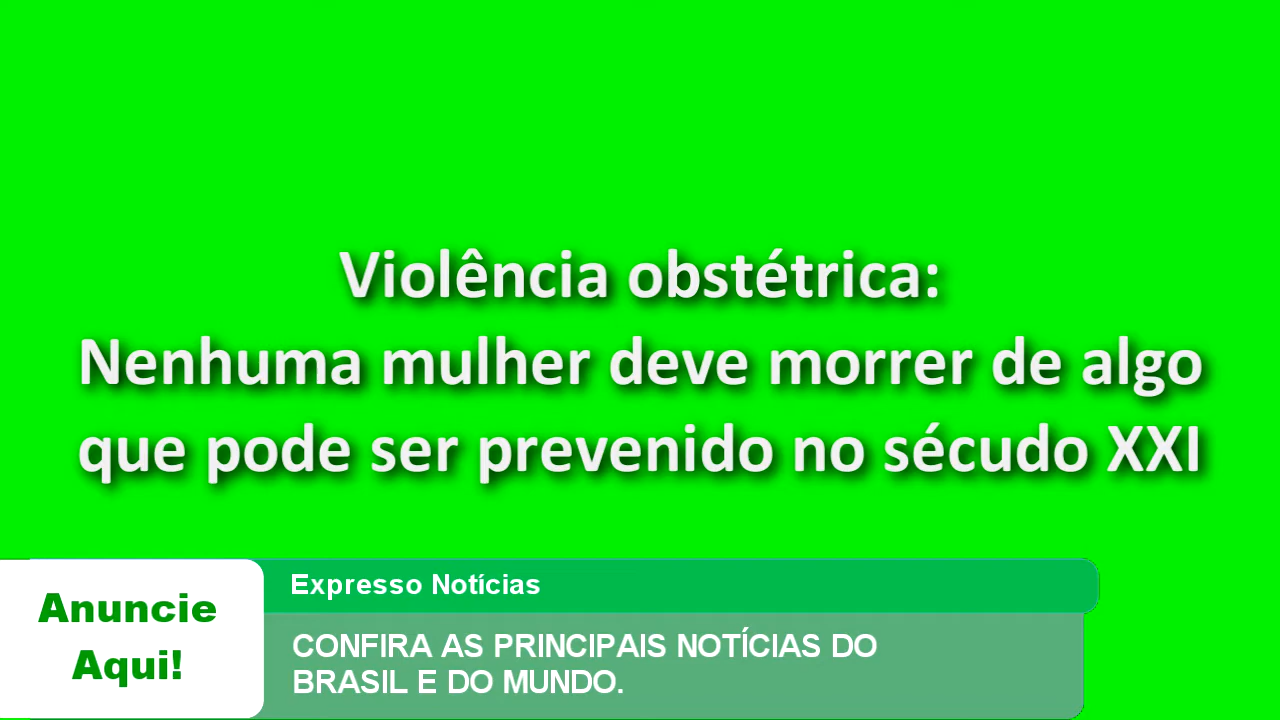 Violência obstétrica:
Nenhuma mulher deve morrer de algo
que pode ser prevenido no sécudo XXI
Anuncie
Aqui!
Expresso Notícias
CONFIRA AS PRINCIPAIS NOTÍCIAS DO
BRASIL E DO MUNDO.